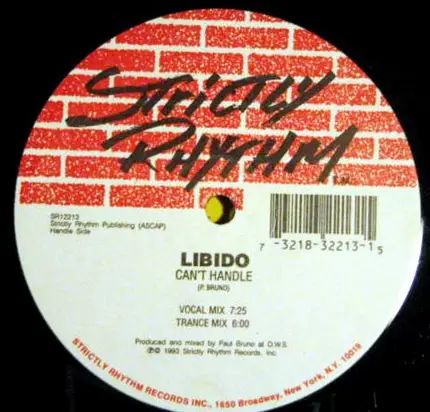 STRICTLY
RHYTHM
SR12213
Strictly Rhythm Publishing (ASCAP)
Handle Side
7 -3218-32213-1 5
LIBIDO
CAN'T HANDLE
(P. BRUNO)
VOCAL MIX 7:25
TRANCE MIX 6:00
Produced and mixed by Paul Bruno at D.W.S.
℗© 1993 Strictly Rhythm Records, Inc.
STRICTLY RHYTHM RECORDS INC., 1650 Broadway, New York, N.Y. 10019